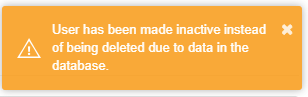 User has been made inactive instead
of being deleted due to data in the
database.